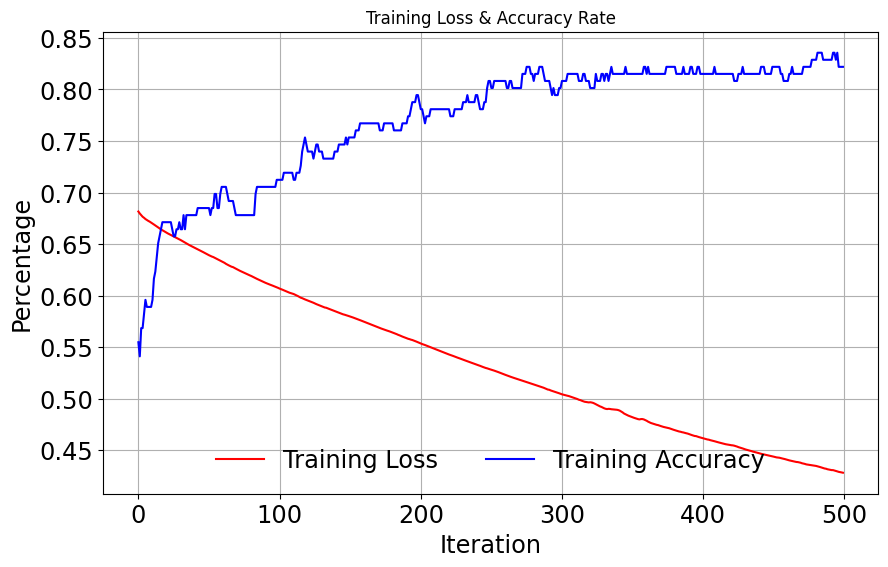 Training Loss & Accuracy Rate
0.85
0.80
0.75
0.70
0.65
0.60
0.55
0.50
0.45
Percentage
Training Loss
Training Accuracy
0 100 200 300 400 500
Iteration